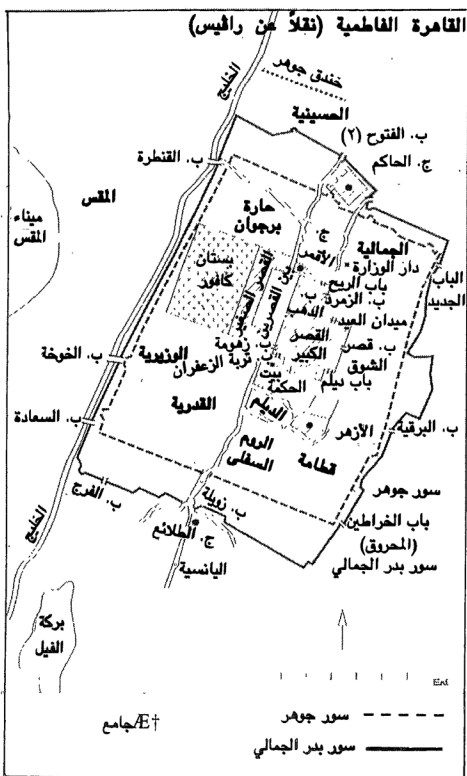 القاهرة الفاطمية (نقلاً عن راڤيس)
خندق جوهر
الخليج
الحسينية
ب. الفتوح (٢)
ج. الحاكم
ب. القنطرة
المقس
ميناء
المقس
حارة
برجوان
ج.
الأقمر
الجمالية
دار الوزارة
الباب
الجديد
باب الريح
ب. الزمرد
ميدان العيد
بستان
كافور
القصر الصغير
بين القصرين
ب.
الذهب
القصر
الكبير
ب. قصر
الشوق
باب ديلم
زهومة
تربة الزعفران
بيت
الحكمة
الوزيرية
ب. الخوخة
القدرية
الديلم
الأزهر
ب. البرقية
ب. السعادة
الروم
السفلى
قطامة
سور جوهر
ب. الفرج
ب. زويلة
باب الخراطين
(المحروق)
سور بدر الجمالي
ج. الطلائع
اليانسية
الخليج
بركة
الفيل
جامع Æ†
سور جوهر
سور بدر الجمالي